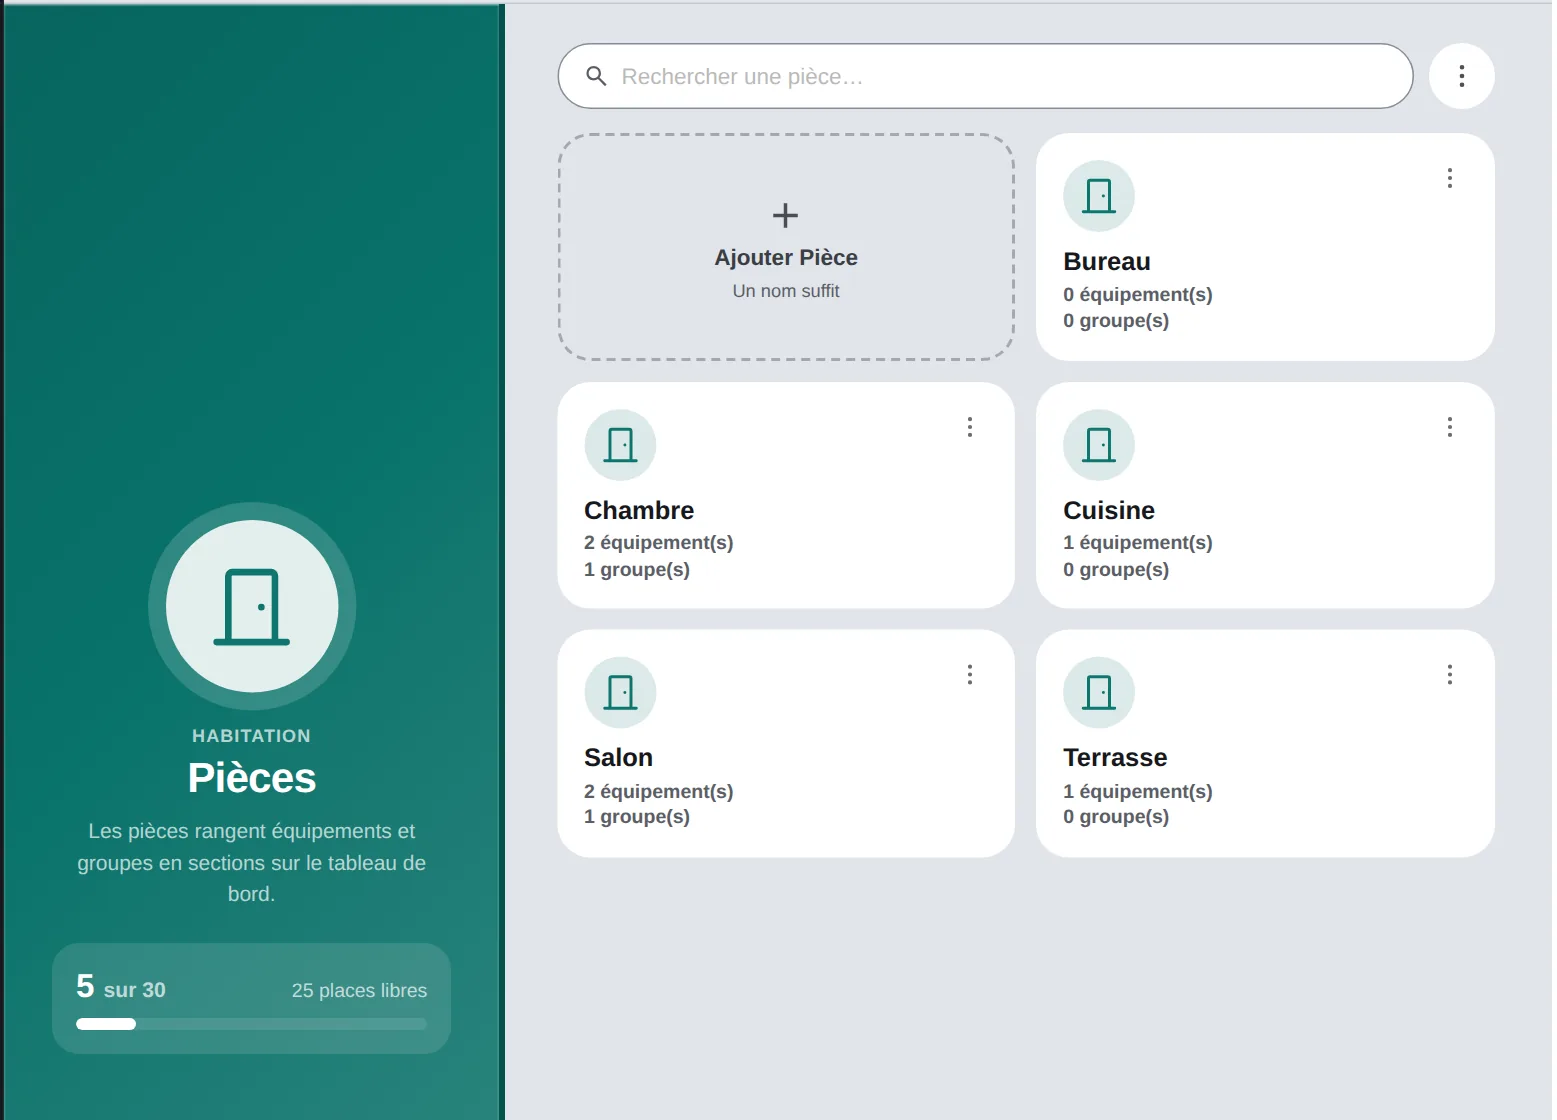 HABITATION
Pièces
Les pièces rangent équipements et
groupes en sections sur le tableau de
bord.
5 sur 30
25 places libres
Rechercher une pièce…
Ajouter Pièce
Un nom suffit
Bureau
0 équipement(s)
0 groupe(s)
Chambre
2 équipement(s)
1 groupe(s)
Cuisine
1 équipement(s)
0 groupe(s)
Salon
2 équipement(s)
1 groupe(s)
Terrasse
1 équipement(s)
0 groupe(s)